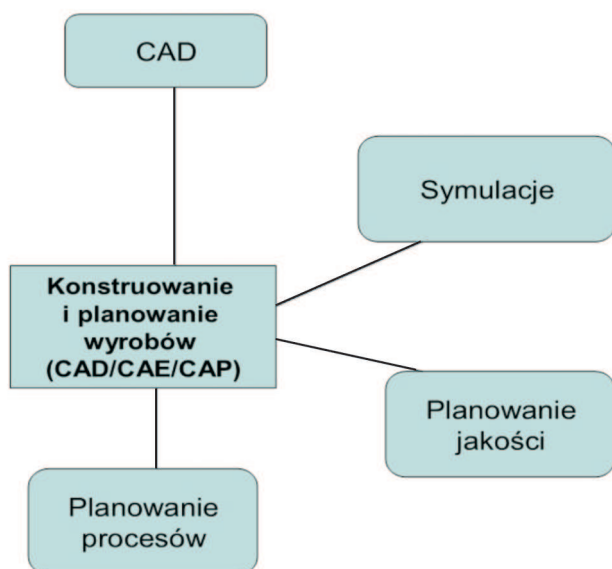 CAD
Symulacje
Konstruowanie
i planowanie
wyrobów
(CAD/CAE/CAP)
Planowanie
jakości
Planowanie
procesów